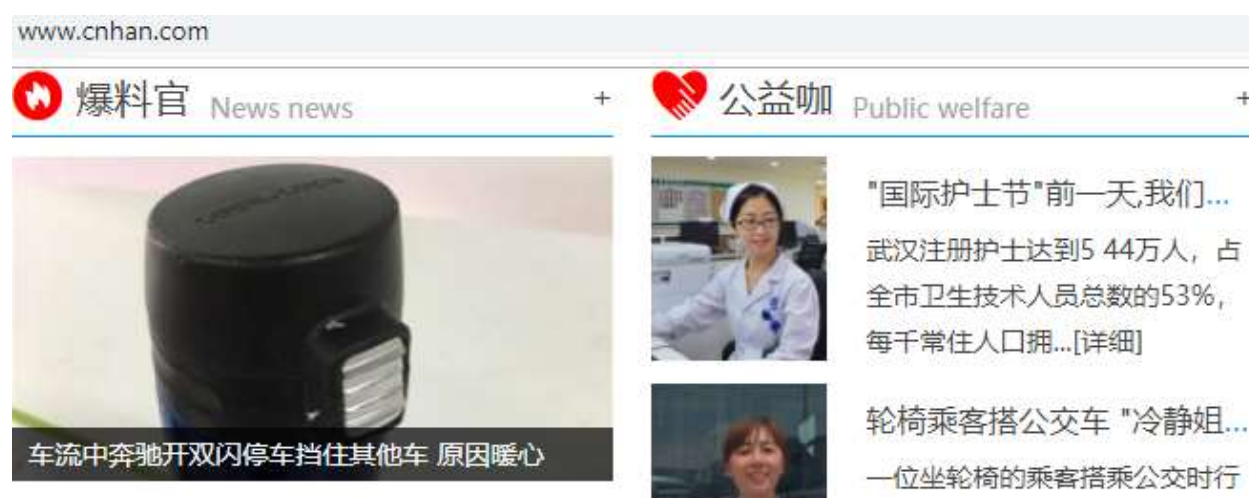 www.cnhan.com
爆料官 News news +
公益咖 Public welfare +
车流中奔驰开双闪停车挡住其他车 原因暖心
"国际护士节"前一天,我们...
武汉注册护士达到5 44万人，占
全市卫生技术人员总数的53%，
每千常住人口拥...[详细]
轮椅乘客搭公交车 "冷静姐...
一位坐轮椅的乘客搭乘公交时行